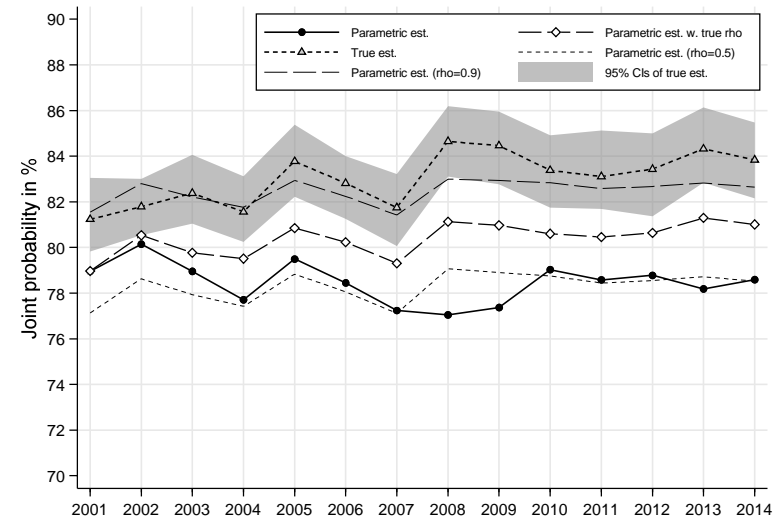 Parametric est.
Parametric est. w. true rho
True est.
Parametric est. (rho=0.5)
Parametric est. (rho=0.9)
95% CIs of true est.
Joint probability in %
90
88
86
84
82
80
78
76
74
72
70
2001 2002 2003 2004 2005 2006 2007 2008 2009 2010 2011 2012 2013 2014